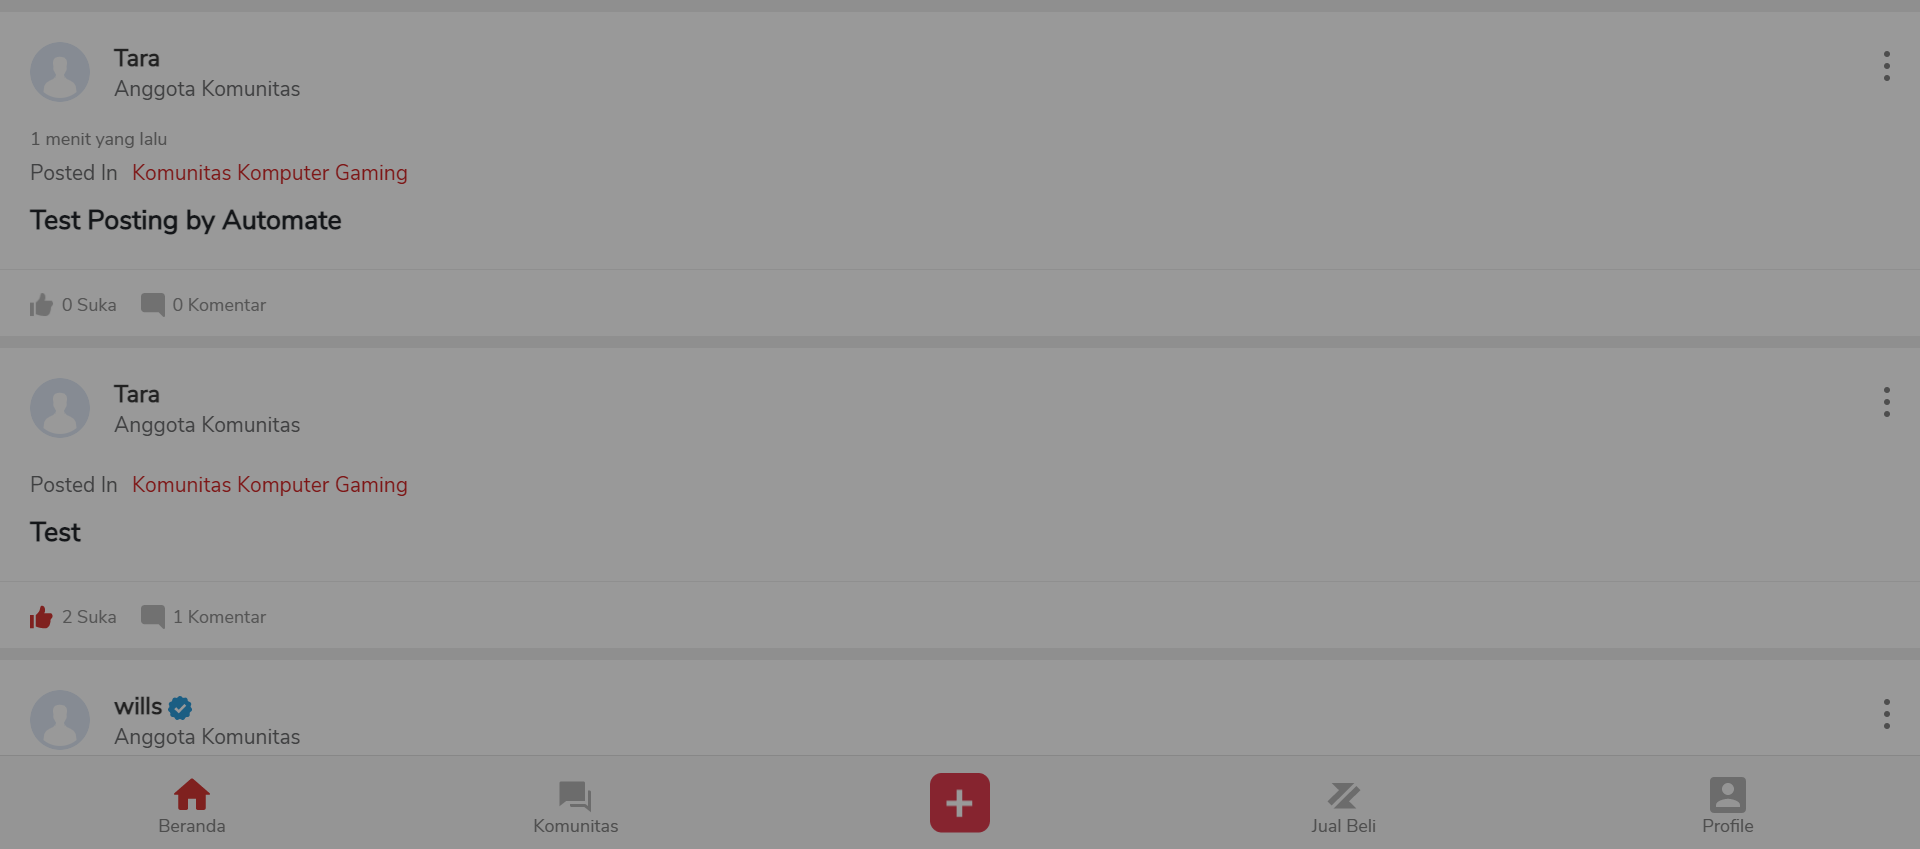 Tara
Anggota Komunitas
1 menit yang lalu
Posted In Komunitas Komputer Gaming
Test Posting by Automate
0 Suka 0 Komentar
Tara
Anggota Komunitas
Posted In Komunitas Komputer Gaming
Test
2 Suka 1 Komentar
wills
Anggota Komunitas
Beranda Komunitas Jual Beli Profile